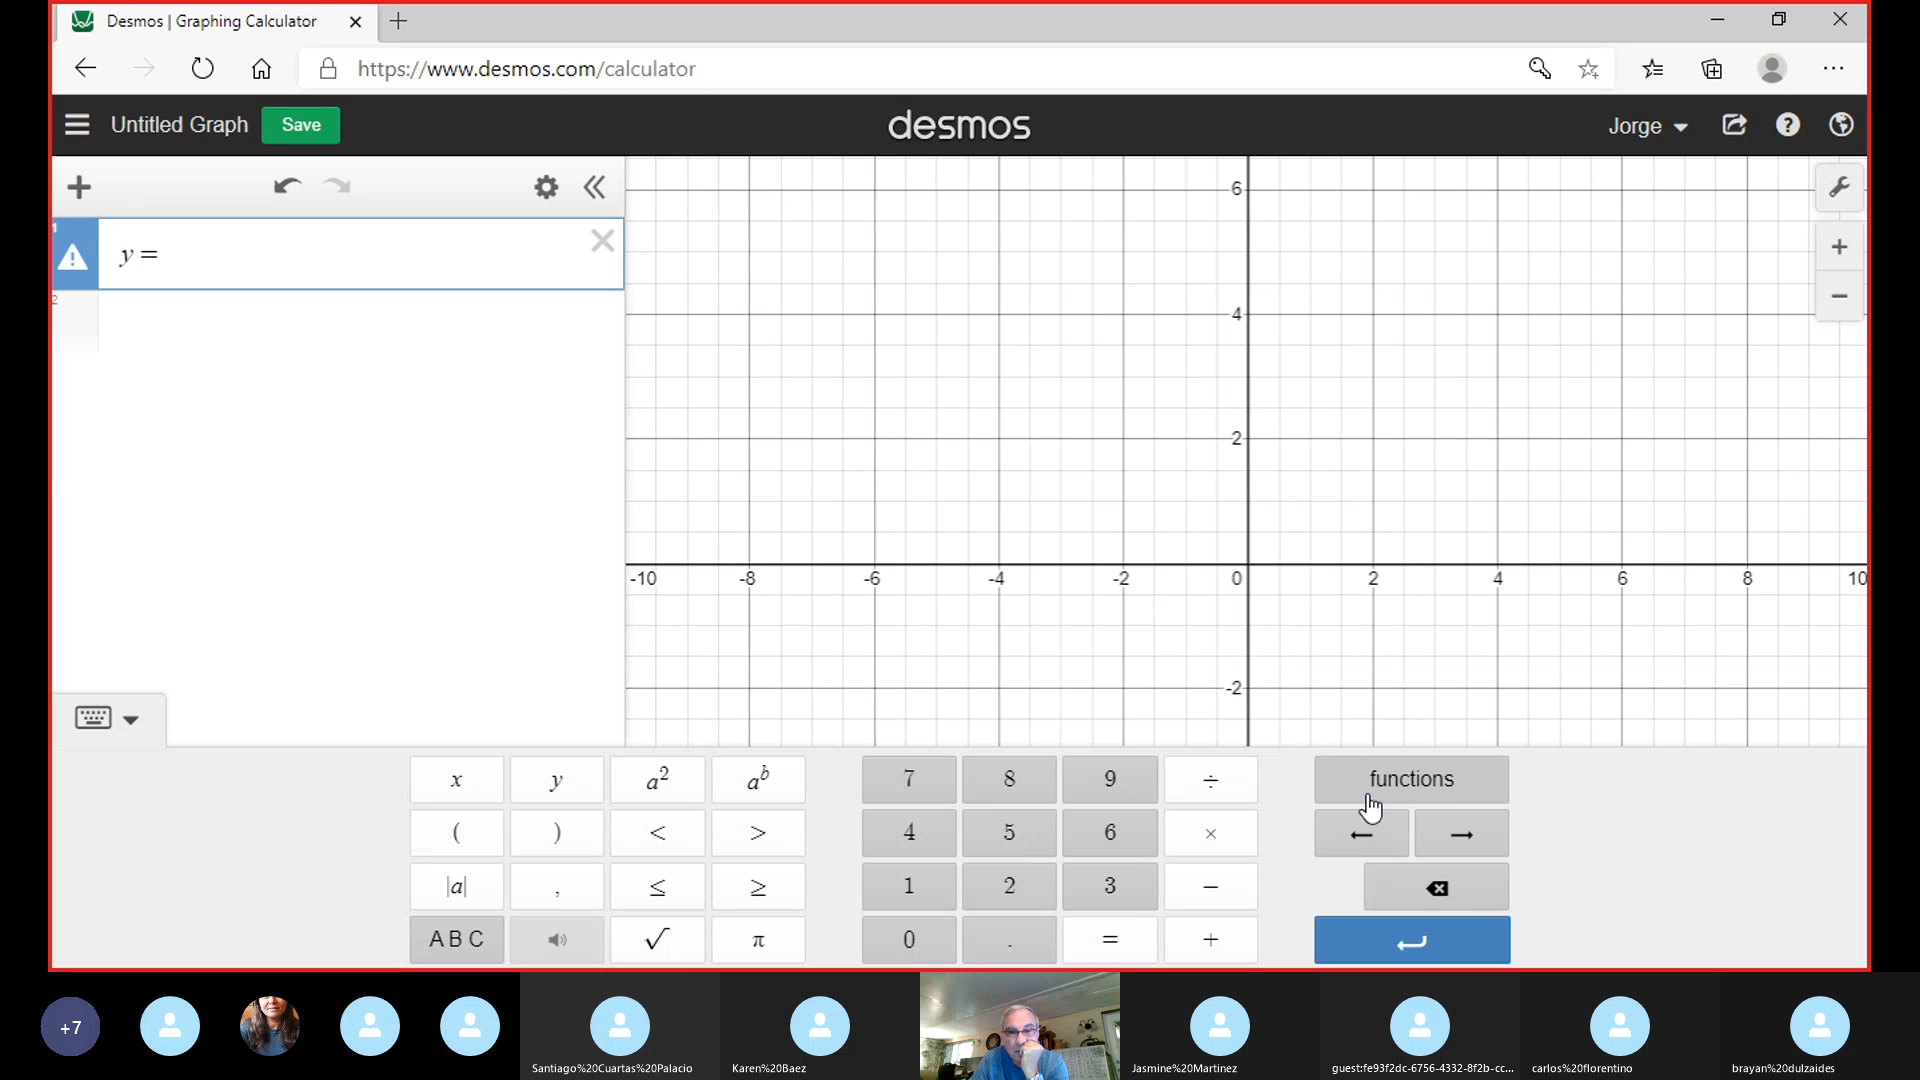 Desmos | Graphing Calculator
https://www.desmos.com/calculator
Untitled Graph
Save
desmos
Jorge
1
y =
2
6
4
2
-10
-8
-6
-4
-2
0
2
4
6
8
10
-2
x
y
a²
aᵇ
7
8
9
÷
functions
(
)
<
>
4
5
6
×
←
→
|a|
,
≤
≥
1
2
3
−
A B C
√
π
0
.
=
+
+7
Santiago%20Cuartas%20Palacio
Karen%20Baez
Jasmine%20Martinez
guest:fe93f2dc-6756-4332-8f2b-cc...
carlos%20florentino
brayan%20dulzaides